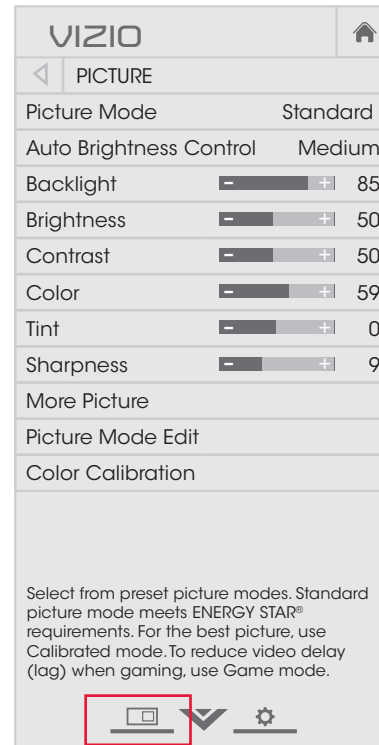 VIZIO
PICTURE
Picture Mode Standard
Auto Brightness Control Medium
Backlight - + 85
Brightness - + 50
Contrast - + 50
Color - + 59
Tint - + 0
Sharpness - + 9
More Picture
Picture Mode Edit
Color Calibration
Select from preset picture modes. Standard
picture mode meets ENERGY STAR®
requirements. For the best picture, use
Calibrated mode. To reduce video delay
(lag) when gaming, use Game mode.